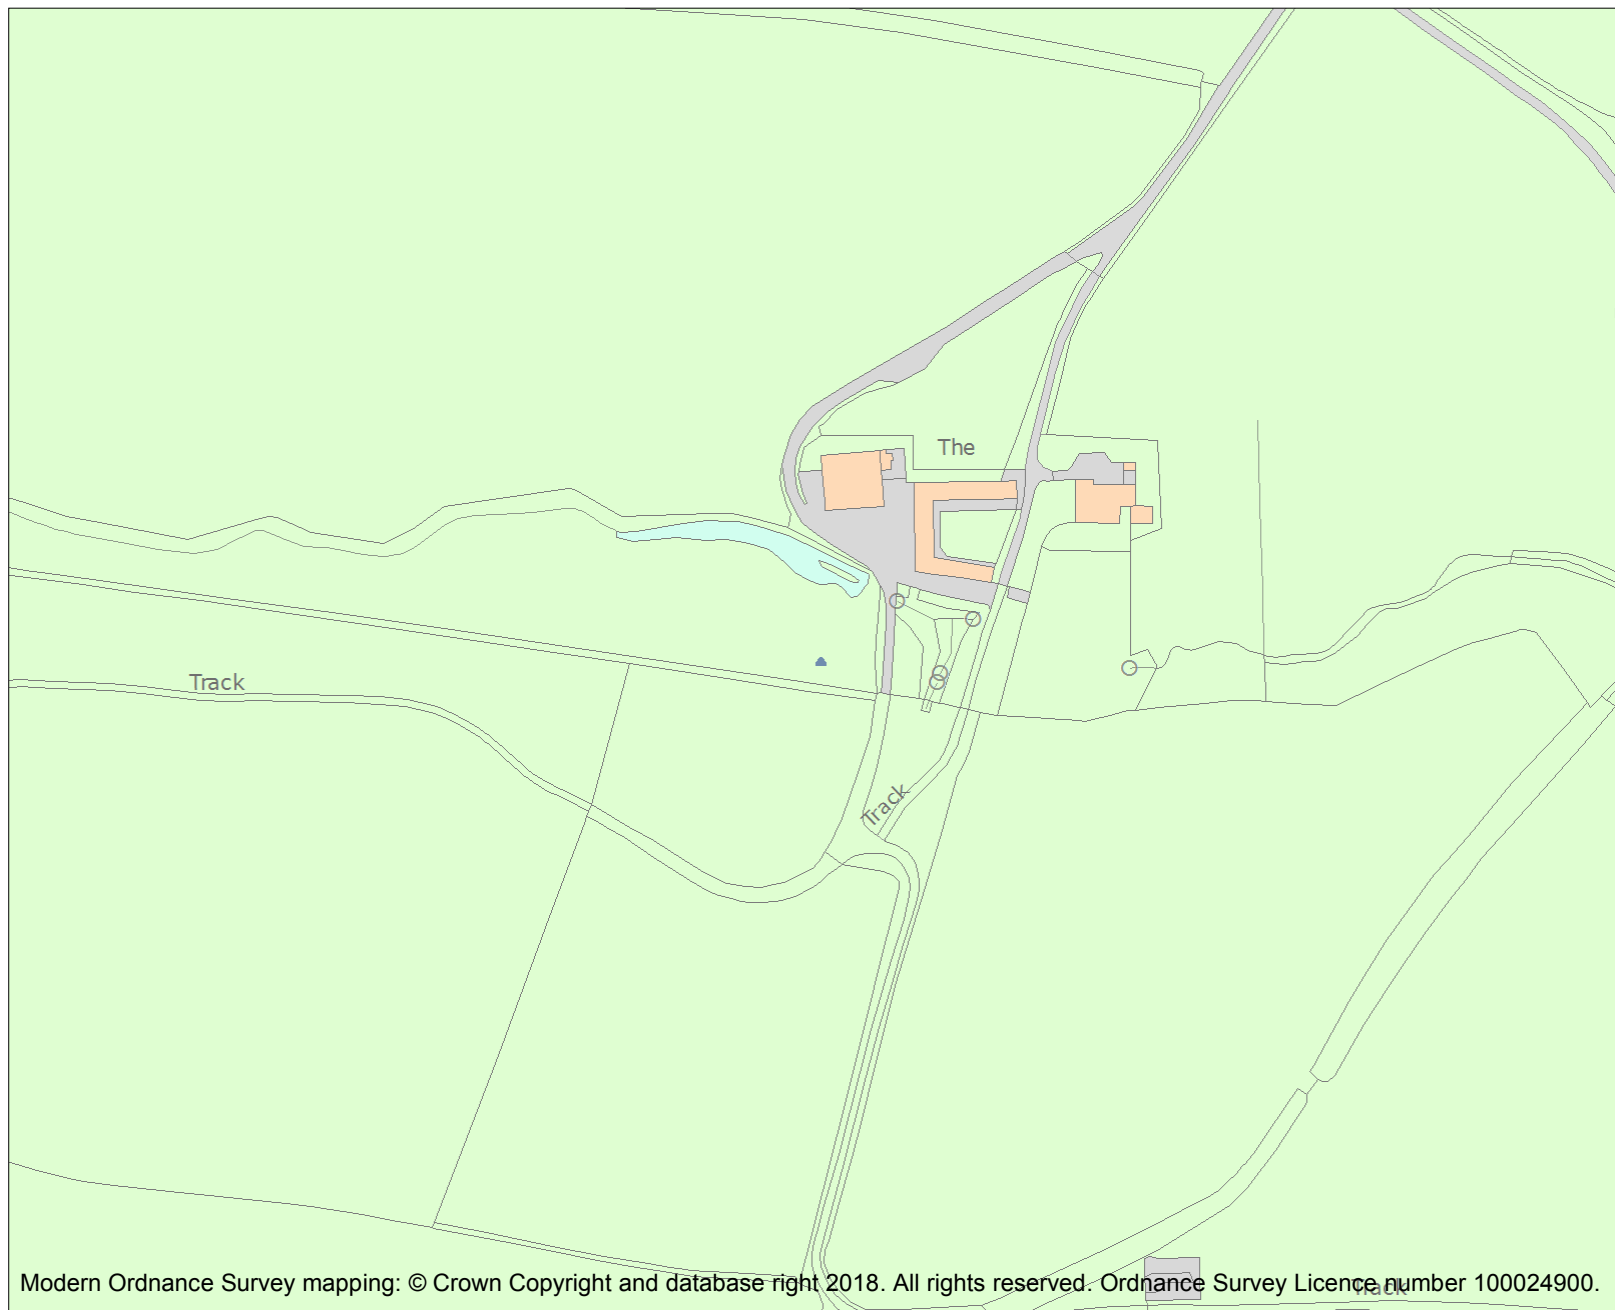 The
Track
Track
Track
Modern Ordnance Survey mapping: © Crown Copyright and database right 2018. All rights reserved. Ordnance Survey Licence number 100024900.